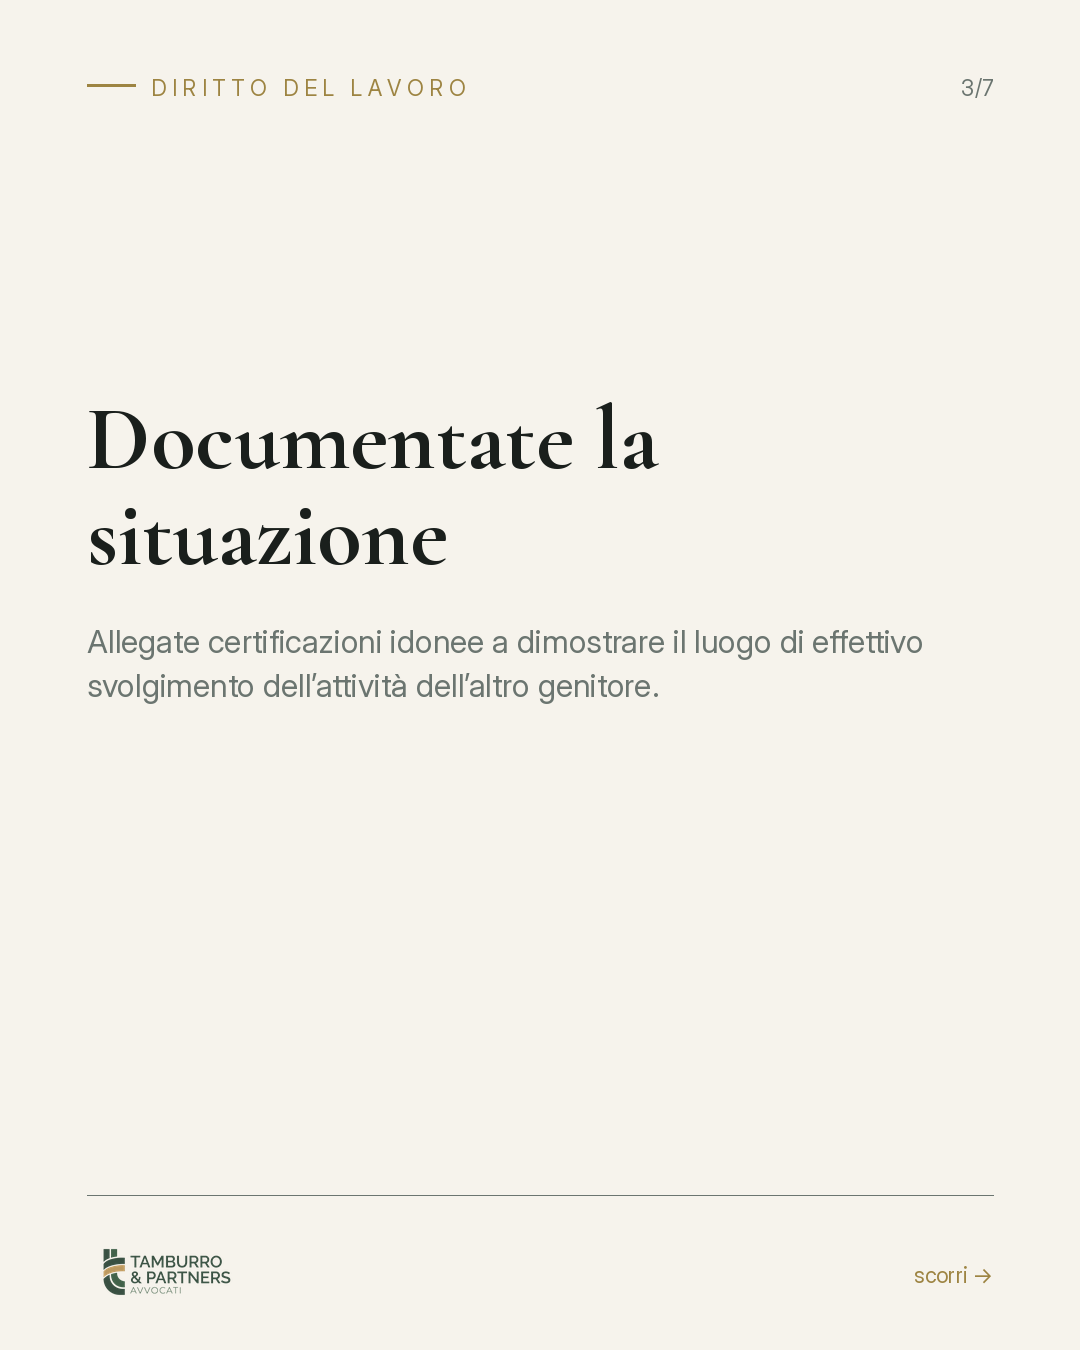 DIRITTO DEL LAVORO
3/7
Documentate la
situazione
Allegate certificazioni idonee a dimostrare il luogo di effettivo
svolgimento dell’attività dell’altro genitore.
TAMBURRO
& PARTNERS
AVVOCATI
scorri →